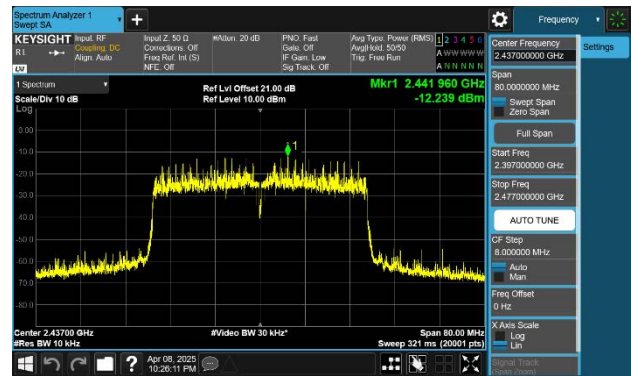 Spectrum Analyzer 1
Swept SA
+
Frequency
KEYSIGHT
R L
LW
Input: RF
Coupling: DC
Align: Auto
Input Z: 50 Ω
Corrections: Off
Freq Ref: Int (S)
NFE: Off
#Atten: 20 dB
PNO: Fast
Gate: Off
IF Gain: Low
Sig Track: Off
Avg Type: Power (RMS)
Avg|Hold: 50/50
Trig: Free Run
1 2 3 4 5 6
A W W W W W
A N N N N N
1 Spectrum
Scale/Div 10 dB
Log
Ref Lvl Offset 21.00 dB
Ref Level 10.00 dBm
Mkr1 2.441 960 GHz
-12.239 dBm
1
0.00
-10.0
-20.0
-30.0
-40.0
-50.0
-60.0
-70.0
-80.0
Center 2.43700 GHz
#Res BW 10 kHz
#Video BW 30 kHz*
Span 80.00 MHz
Sweep 321 ms (20001 pts)
Center Frequency
2.437000000 GHz
Settings
Span
80.0000000 MHz
Swept Span
Zero Span
Full Span
Start Freq
2.397000000 GHz
Stop Freq
2.477000000 GHz
AUTO TUNE
CF Step
8.000000 MHz
Auto
Man
Freq Offset
0 Hz
X Axis Scale
Log
Lin
Signal Track
(Span Zoom)
?
Apr 08, 2025
10:26:11 PM